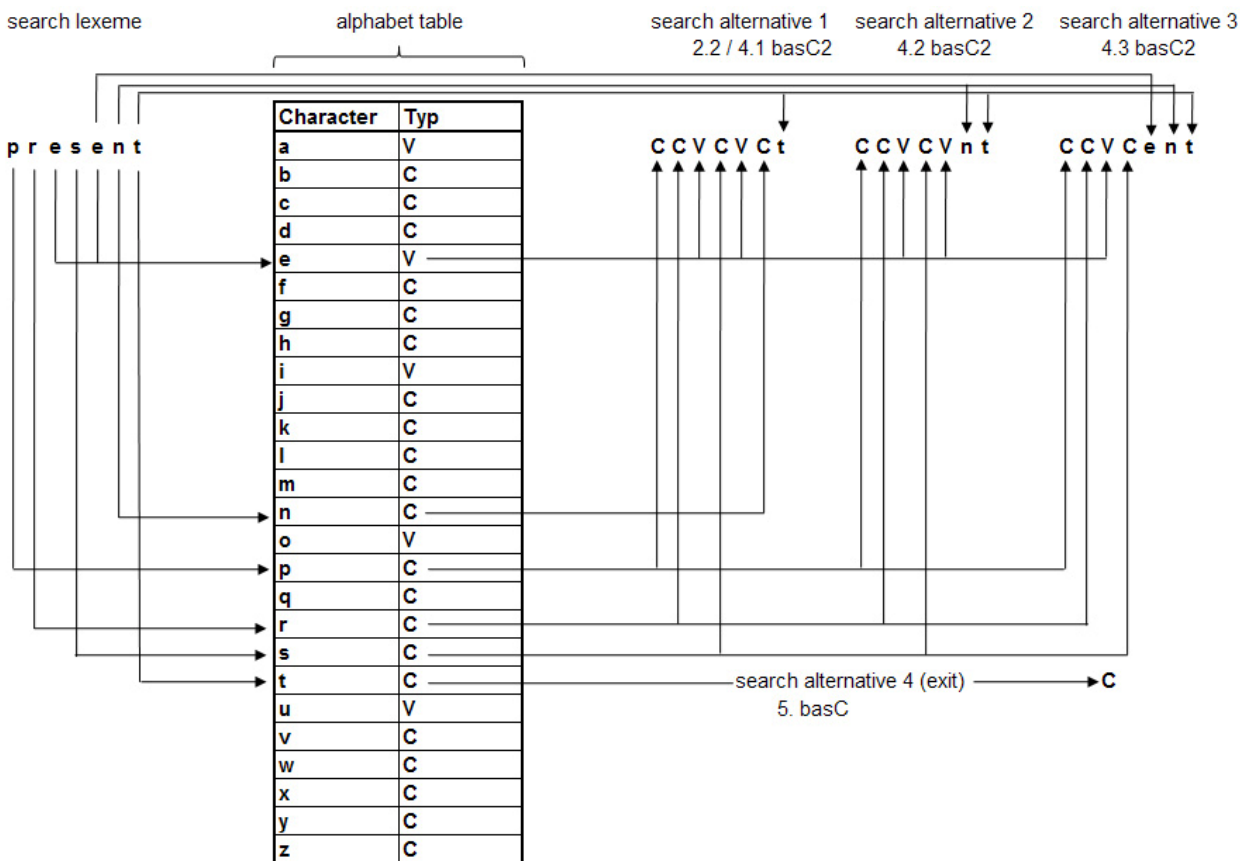 search lexeme alphabet table search alternative 1 search alternative 2 search alternative 3
2.2 / 4.1 basC2 4.2 basC2 4.3 basC2
Character Typ
p r e s e n t a V C C V C V C t C C V C V n t C C V C e n t
b C
c C
d C
e V
f C
g C
h C
i V
j C
k C
l C
m C
n C
o V
p C
q C
r C
s C
t C search alternative 4 (exit) C
u V 5. basC
v C
w C
x C
y C
z C